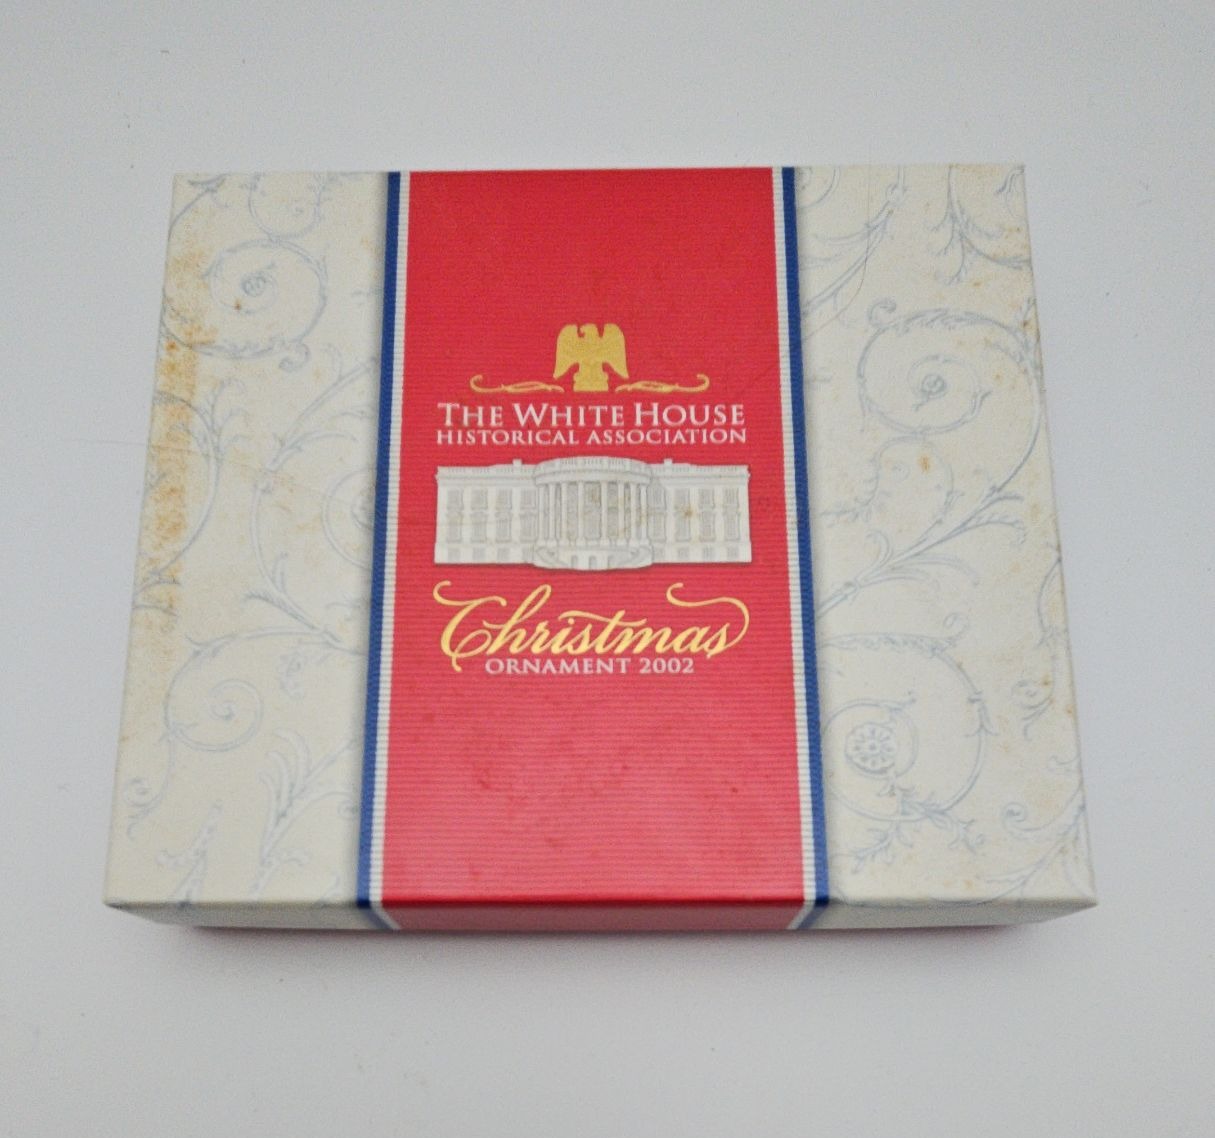 THE WHITE HOUSE
HISTORICAL ASSOCIATION
Christmas
ORNAMENT 2002